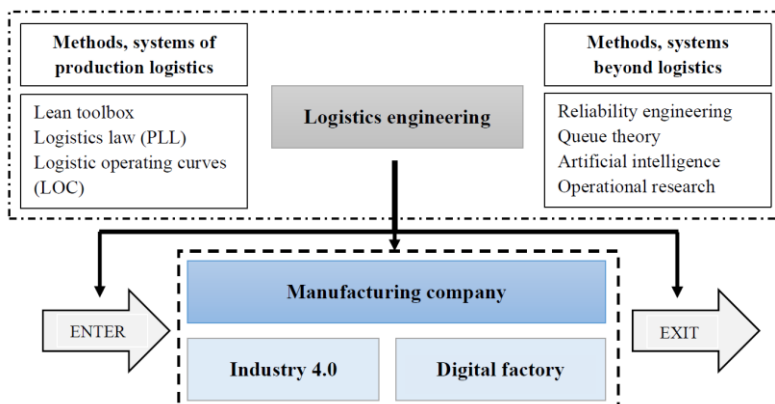 Methods, systems of
production logistics
Lean toolbox
Logistics law (PLL)
Logistic operating curves
(LOC)
Logistics engineering
Methods, systems
beyond logistics
Reliability engineering
Queue theory
Artificial intelligence
Operational research
ENTER
Manufacturing company
Industry 4.0
Digital factory
EXIT